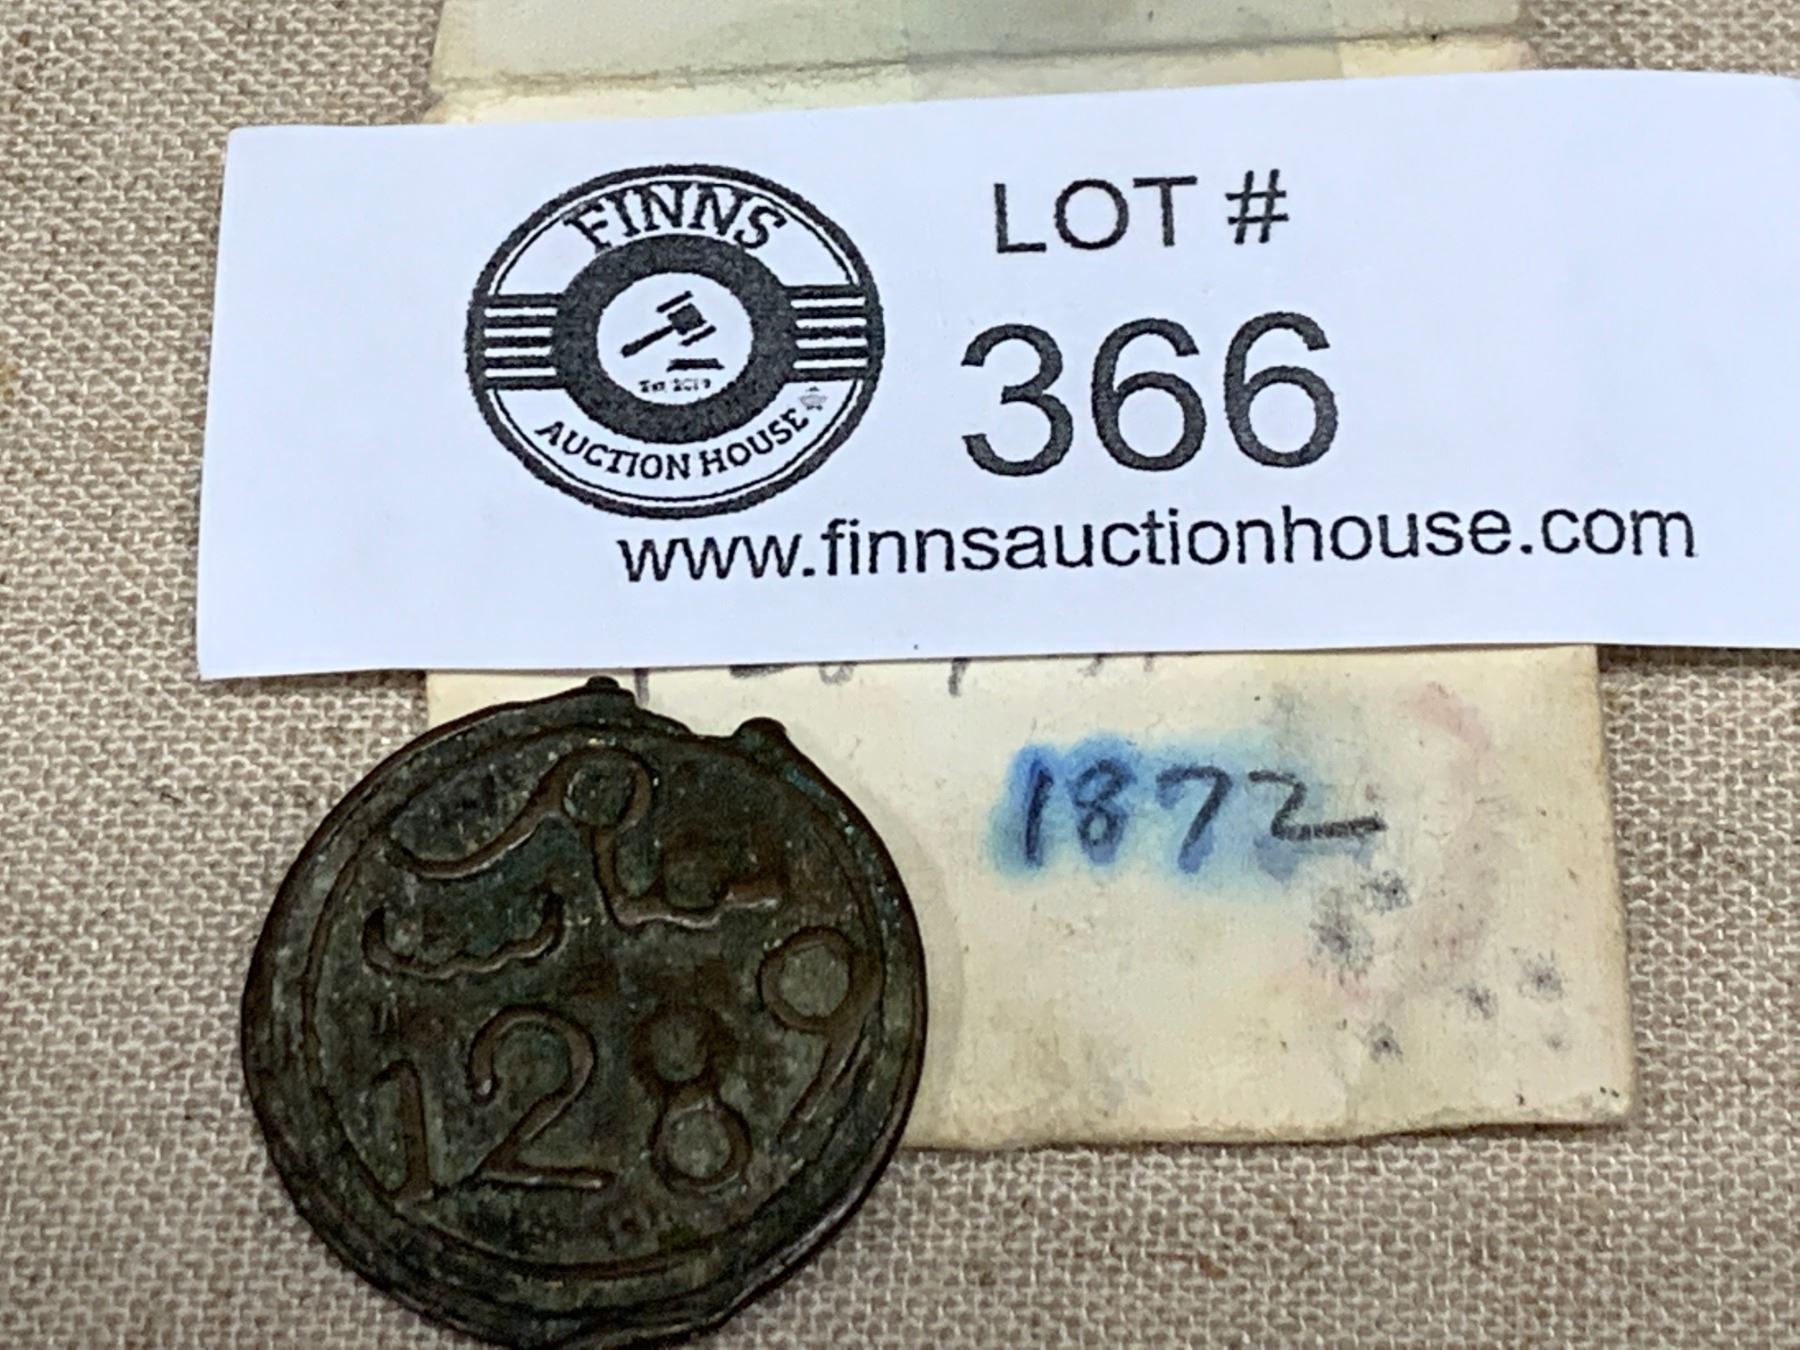 FINNS
Est. 2019
AUCTION HOUSE
LOT #
366
www.finnsauctionhouse.com
1872
1289